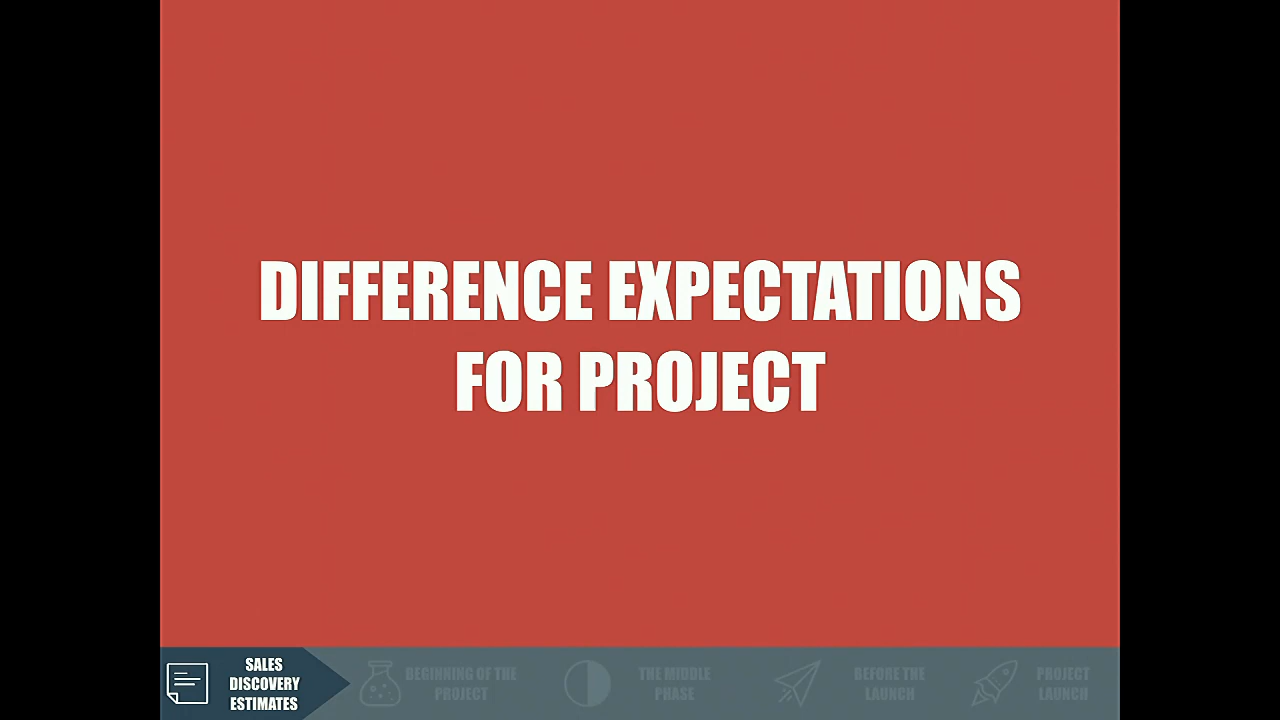 DIFFERENCE EXPECTATIONS
FOR PROJECT
SALES
DISCOVERY
ESTIMATES
BEGINNING OF THE
PROJECT
THE MIDDLE
PHASE
BEFORE THE
LAUNCH
PROJECT
LAUNCH